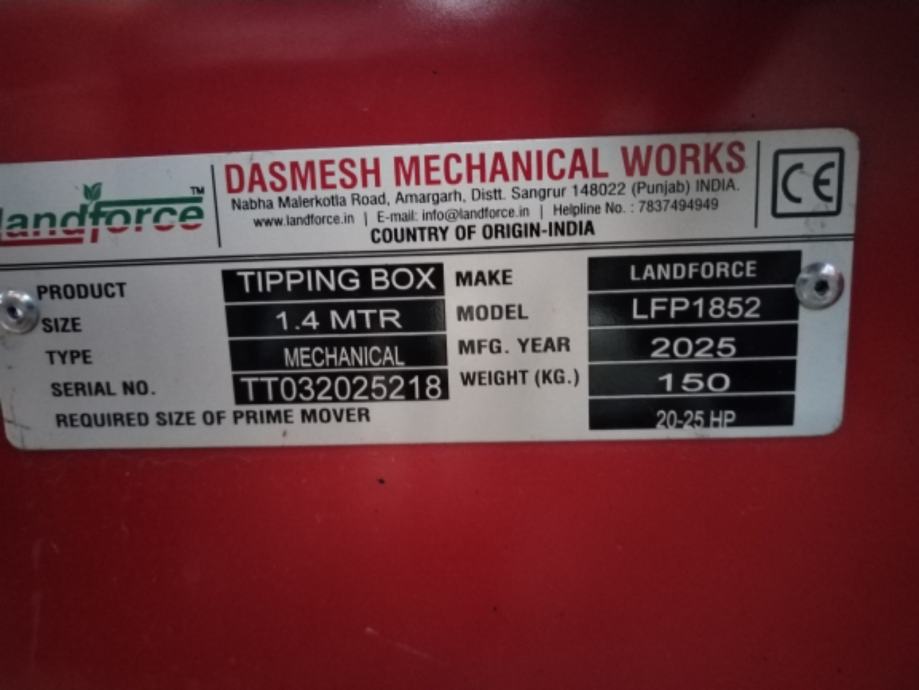 landforce™
DASMESH MECHANICAL WORKS
Nabha Malerkotla Road, Amargarh, Distt. Sangrur 148022 (Punjab) INDIA.
www.landforce.in | E-mail: info@landforce.in | Helpline No. : 7837494949
COUNTRY OF ORIGIN-INDIA
CE
PRODUCT TIPPING BOX MAKE LANDFORCE
SIZE 1.4 MTR MODEL LFP1852
TYPE MECHANICAL MFG. YEAR 2025
SERIAL NO. TT032025218 WEIGHT (KG.) 150
REQUIRED SIZE OF PRIME MOVER 20-25 HP